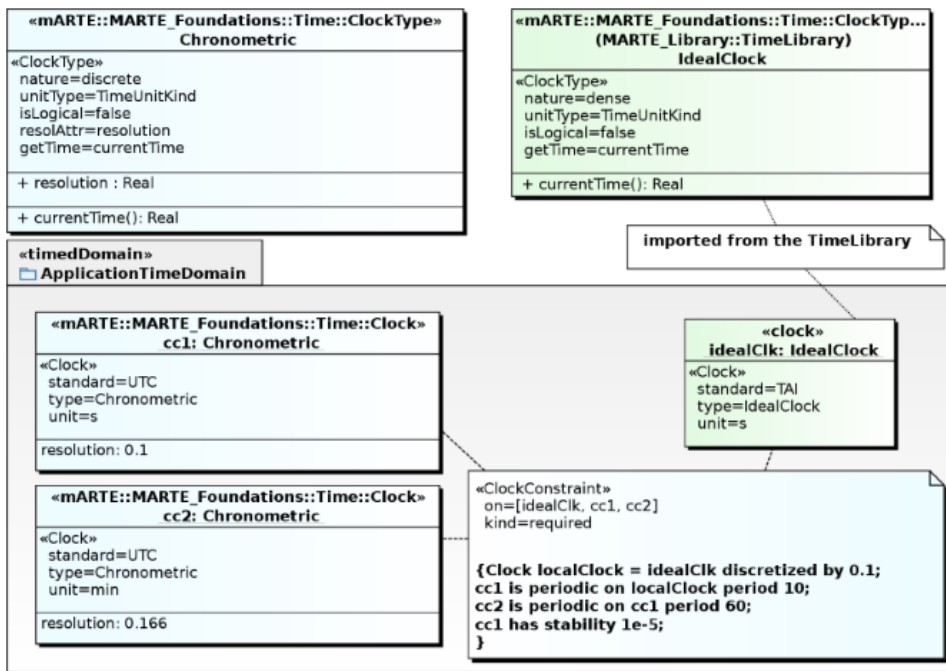 «mARTE::MARTE_Foundations::Time::ClockType»
Chronometric
«ClockType»
nature=discrete
unitType=TimeUnitKind
isLogical=false
resolAttr=resolution
getTime=currentTime
+ resolution : Real
+ currentTime(): Real
«mARTE::MARTE_Foundations::Time::ClockTyp...
(MARTE_Library::TimeLibrary)
IdealClock
«ClockType»
nature=dense
unitType=TimeUnitKind
isLogical=false
getTime=currentTime
+ currentTime(): Real
imported from the TimeLibrary
«timedDomain»
ApplicationTimeDomain
«mARTE::MARTE_Foundations::Time::Clock»
cc1: Chronometric
«Clock»
standard=UTC
type=Chronometric
unit=s
resolution: 0.1
«clock»
idealClk: IdealClock
«Clock»
standard=TAI
type=IdealClock
unit=s
«mARTE::MARTE_Foundations::Time::Clock»
cc2: Chronometric
«Clock»
standard=UTC
type=Chronometric
unit=min
resolution: 0.166
«ClockConstraint»
on=[idealClk, cc1, cc2]
kind=required
{Clock localClock = idealClk discretized by 0.1;
cc1 is periodic on localClock period 10;
cc2 is periodic on cc1 period 60;
cc1 has stability 1e-5;
}